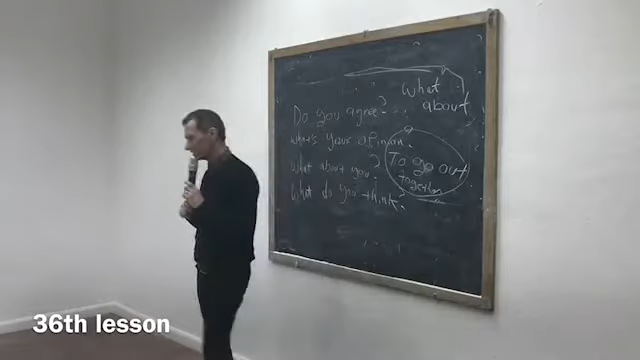 What
about
Do you agree?
What's your opinion.
What about you?
What do you think?
To go out
together
36th lesson